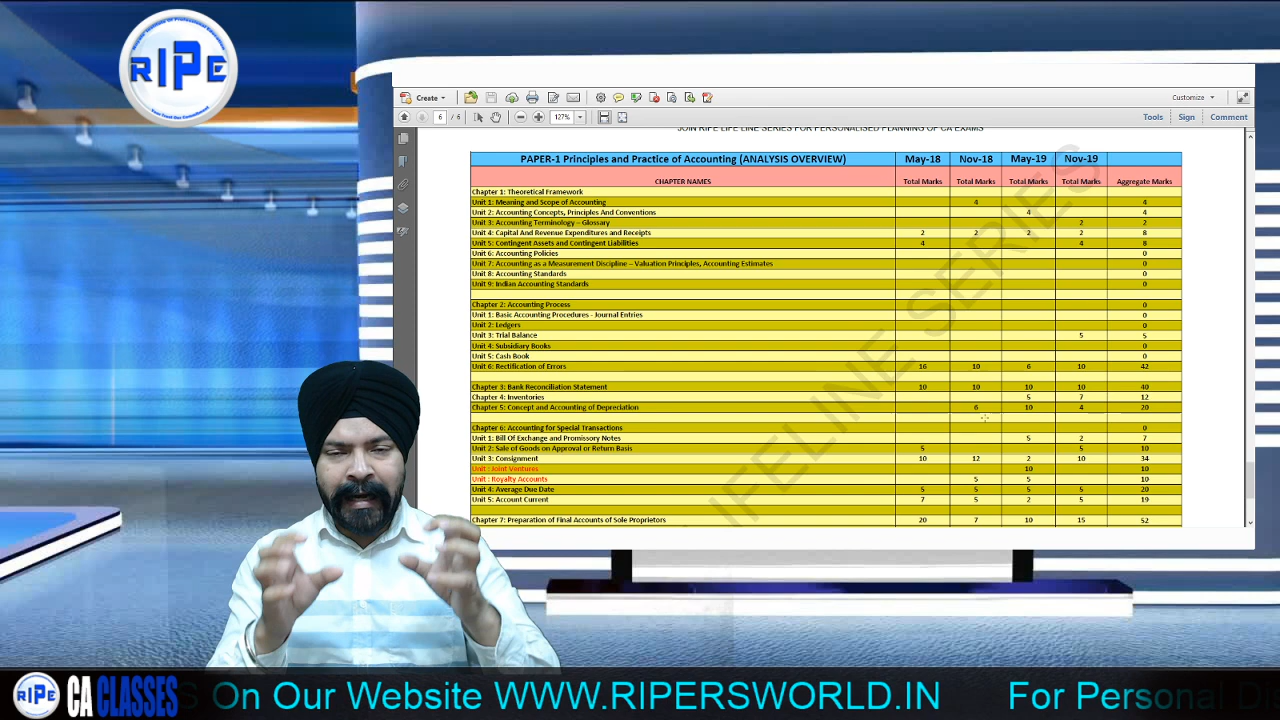 RIPE
Your Trust Our Commitment
Create
Customize
6 / 6
127%
Tools Sign Comment
JOIN RIPE LIFE LINE SERIES FOR PERSONALISED PLANNING OF CA EXAMS
PAPER-1 Principles and Practice of Accounting (ANALYSIS OVERVIEW) May-18 Nov-18 May-19 Nov-19
CHAPTER NAMES Total Marks Total Marks Total Marks Total Marks Aggregate Marks
Chapter 1: Theoretical Framework
Unit 1: Meaning and Scope of Accounting 4 4
Unit 2: Accounting Concepts, Principles And Conventions 4 4
Unit 3: Accounting Terminology – Glossary 2 2
Unit 4: Capital And Revenue Expenditures and Receipts 2 2 2 2 8
Unit 5: Contingent Assets and Contingent Liabilities 4 4 8
Unit 6: Accounting Policies 0
Unit 7: Accounting as a Measurement Discipline – Valuation Principles, Accounting Estimates 0
Unit 8: Accounting Standards 0
Unit 9: Indian Accounting Standards 0
Chapter 2: Accounting Process 0
Unit 1: Basic Accounting Procedures - Journal Entries 0
Unit 2: Ledgers 0
Unit 3: Trial Balance 5 5
Unit 4: Subsidiary Books 0
Unit 5: Cash Book 0
Unit 6: Rectification of Errors 16 10 6 10 42
Chapter 3: Bank Reconciliation Statement 10 10 10 10 40
Chapter 4: Inventories 5 7 12
Chapter 5: Concept and Accounting of Depreciation 6 10 4 20
Chapter 6: Accounting for Special Transactions 0
Unit 1: Bill Of Exchange and Promissory Notes 5 2 7
Unit 2: Sale of Goods on Approval or Return Basis 5 5 10
Unit 3: Consignment 10 12 2 10 34
Unit : Joint Ventures 10 10
Unit : Royalty Accounts 5 5 10
Unit 4: Average Due Date 5 5 5 5 20
Unit 5: Account Current 7 5 2 5 19
Chapter 7: Preparation of Final Accounts of Sole Proprietors 20 7 10 15 52
IFELINE SERIES
RIPE CA CLASSES
S On Our Website WWW.RIPERSWORLD.IN For Personal Di